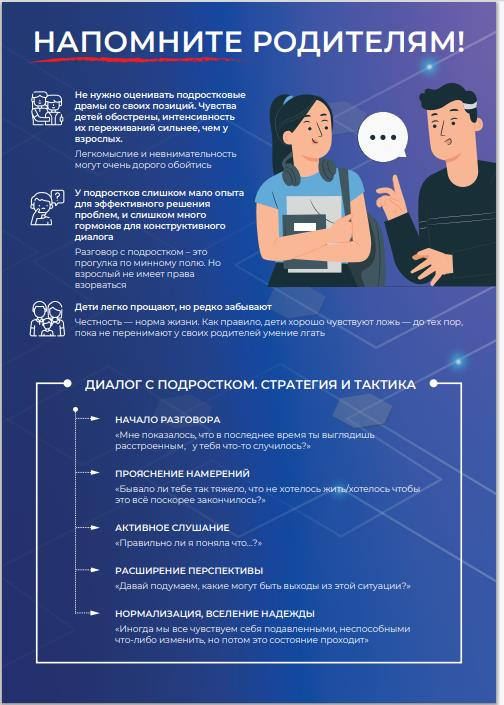 НАПОМНИТЕ РОДИТЕЛЯМ!
Не нужно оценивать подростковые
драмы со своих позиций. Чувства
детей обострены, интенсивность
их переживаний сильнее, чем у
взрослых.
Легкомыслие и невнимательность
могут очень дорого обойтись
У подростков слишком мало опыта
для эффективного решения
проблем, и слишком много
гормонов для конструктивного
диалога
Разговор с подростком – это
прогулка по минному полю. Но
взрослый не имеет права
взорваться
Дети легко прощают, но редко забывают
Честность — норма жизни. Как правило, дети хорошо чувствуют ложь — до тех пор,
пока не перенимают у своих родителей умение лгать
ДИАЛОГ С ПОДРОСТКОМ. СТРАТЕГИЯ И ТАКТИКА
НАЧАЛО РАЗГОВОРА
«Мне показалось, что в последнее время ты выглядишь
расстроенным, у тебя что-то случилось?»
ПРОЯСНЕНИЕ НАМЕРЕНИЙ
«Бывало ли тебе так тяжело, что не хотелось жить/хотелось чтобы
это всё поскорее закончилось?»
АКТИВНОЕ СЛУШАНИЕ
«Правильно ли я поняла что...?»
РАСШИРЕНИЕ ПЕРСПЕКТИВЫ
«Давай подумаем, какие могут быть выходы из этой ситуации?»
НОРМАЛИЗАЦИЯ, ВСЕЛЕНИЕ НАДЕЖДЫ
«Иногда мы все чувствуем себя подавленными, неспособными
что-либо изменить, но потом это состояние проходит»